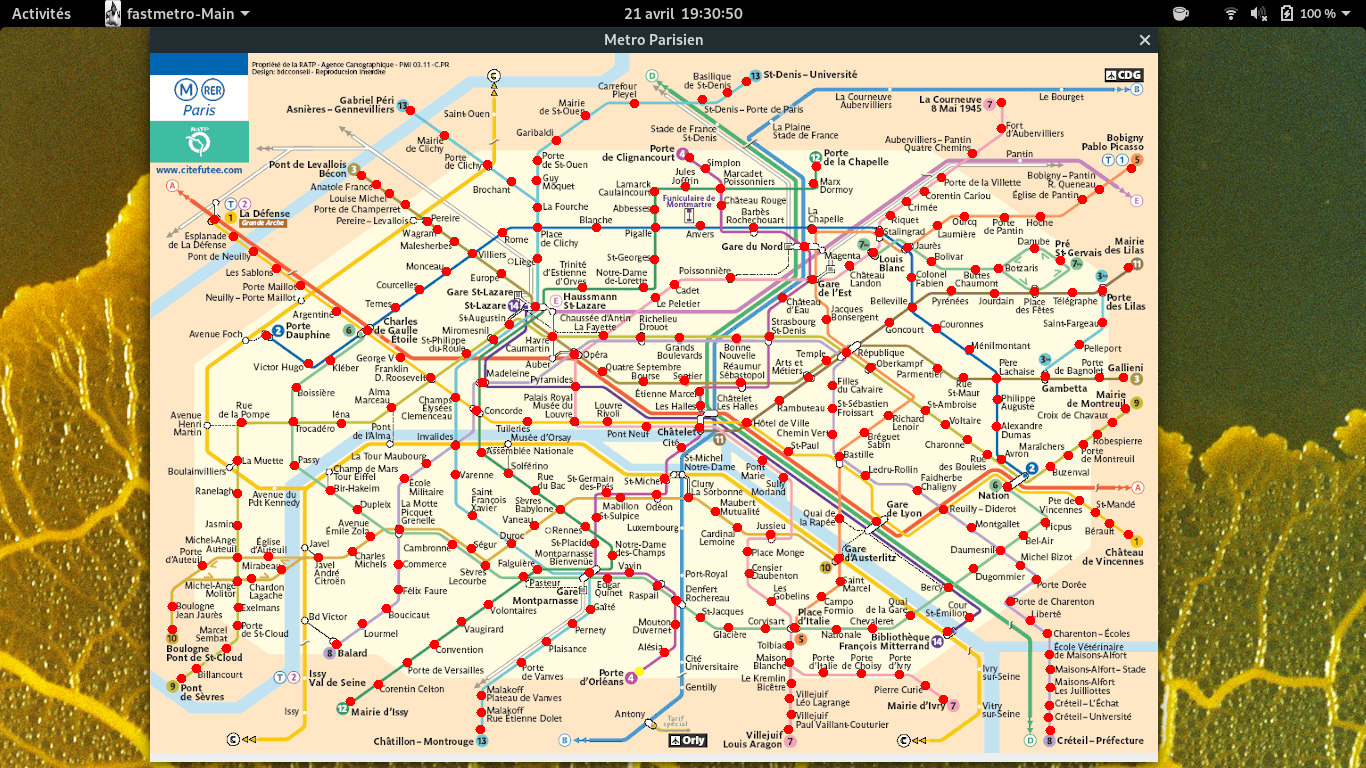 Activités
fastmetro-Main
21 avril 19:30:50
100 %
Metro Parisien
Propriété de la RATP - Agence Cartographique - PMI 03.11 -C.PR
Design: bdcconseil - Reproduction interdite
M RER
Paris
RATP
www.citefutee.com
C
D
Basilique
de St-Denis
13 St-Denis – Université
CDG
B
Carrefour
Pleyel
Gabriel Péri
Asnières – Gennevilliers 13
Saint-Ouen
Mairie
de St-Ouen
St-Denis – Porte de Paris
La Courneuve
Aubervilliers
La Courneuve
8 Mai 1945
7
Le Bourget
Garibaldi
Stade de France
St-Denis
La Plaine
Stade de France
Fort
d'Aubervilliers
Mairie
de Clichy
Aubervilliers – Pantin
Quatre Chemins
Bobigny
Pablo Picasso
Pantin
T 1 5
Porte
de Clichy
Porte
de St-Ouen
Porte
de Clignancourt
4
Simplon
12 Porte
de la Chapelle
Pont de Levallois
Bécon
3
Jules
Joffrin
Marcadet
Poissonniers
Marx
Dormoy
Bobigny – Pantin
R. Queneau
A
Anatole France
Louise Michel
Porte de Champerret
Pereire – Levallois
Brochant
Guy
Môquet
Lamarck
Caulaincourt
Funiculaire de
Montmartre
Château Rouge
Porte de la Villette
Corentin Cariou
Crimée
Église de Pantin
E
T 2
1 La Défense
Grande Arche
Pereire
La Fourche
Abbesses
Barbès
Rochechouart
La
Chapelle
Riquet
Ourcq
Porte
de Pantin
Hoche
Laumière
Esplanade
de La Défense
Wagram
Malesherbes
Rome
Place
de Clichy
Blanche
Pigalle
Anvers
Gare du Nord
Stalingrad
Jaurès
Danube
Pré
St-Gervais
Mairie
des Lilas
Pont de Neuilly
Villiers
Liège
Trinité
d'Estienne
d'Orves
St-Georges
Notre-Dame
de-Lorette
Poissonnière
Magenta
7bis
Louis
Blanc
Château
Landon
Bolivar
Colonel
Fabien
Buttes
Chaumont
Botzaris
7bis
11
3bis
Les Sablons
Monceau
Europe
Porte Maillot
Neuilly – Porte Maillot
Courcelles
Gare St-Lazare
St-Lazare 14
E Haussmann
St-Lazare
Cadet
Le Peletier
Gare
de l'Est
Château
d'Eau
Belleville
Pyrénées
Jourdain
Place
des Fêtes
Télégraphe
Porte
des Lilas
Argentine
Ternes
St-Augustin
Chaussée d'Antin
La Fayette
Richelieu
Drouot
Strasbourg
St-Denis
Jacques
Bonsergent
Goncourt
Couronnes
Saint-Fargeau
Avenue Foch
2 Porte
Dauphine
6
Charles
de Gaulle
Étoile
Miromesnil
St-Philippe
du-Roule
Havre
Caumartin
Auber
Opéra
Grands
Boulevards
Bonne
Nouvelle
Temple
République
Ménilmontant
Pelleport
Victor Hugo
Kléber
George V
Franklin
D. Roosevelt
Madeleine
Pyramides
Quatre Septembre
Bourse
Sentier
Réaumur
Sébastopol
Arts et
Métiers
Oberkampf
Parmentier
Père
Lachaise
3bis
Porte
de Bagnolet
Gallieni
3
Gambetta
Boissière
Alma
Marceau
Champs
Élysées
Clemenceau
Concorde
Palais Royal
Musée du
Louvre
Louvre
Rivoli
Étienne Marcel
Les Halles
Châtelet
Les Halles
Rambuteau
Filles
du Calvaire
St-Sébastien
Froissart
Rue
St-Maur
St-Ambroise
Philippe
Auguste
Mairie
de Montreuil
9
Croix de Chavaux
Rue
de la Pompe
Iéna
Avenue
Henri
Martin
Trocadéro
Pont
de l'Alma
Invalides
Tuileries
Musée d'Orsay
Assemblée Nationale
Pont Neuf
Châtelet
Cité
11
Hôtel de Ville
Chemin Vert
St-Paul
Richard
Lenoir
Bréguet
Sabin
Voltaire
Charonne
Alexandre
Dumas
Maraîchers
Avron
Robespierre
Porte
de Montreuil
Boulainvilliers
La Muette
Passy
La Tour Maubourg
Champ de Mars
Tour Eiffel
Bir-Hakeim
Varenne
Solférino
St-Michel
Notre-Dame
Pont
Marie
Bastille
Rue
des Boulets
2
Buzenval
Ranelagh
Avenue du
Pdt Kennedy
École
Militaire
Rue
du Bac
St-Germain
des-Prés
St-Michel
Cluny
La Sorbonne
Sully
Morland
Ledru-Rollin
Faidherbe
Chaligny
6
Nation
A
Dupleix
La Motte
Picquet
Grenelle
Saint
François
Xavier
Sèvres
Babylone
Mabillon
St-Sulpice
Odéon
Maubert
Mutualité
Quai de
la Rapée
Gare
de Lyon
Reuilly – Diderot
Pte de
Vincennes
St-Mandé
Jasmin
Avenue
Émile Zola
Vaneau
Rennes
Luxembourg
Cardinal
Lemoine
Jussieu
Montgallet
Picpus
Bérault
1
Château
de Vincennes
Michel-Ange
Auteuil
Église
d'Auteuil
Javel
Duroc
St-Placide
Notre-Dame
des-Champs
Bel-Air
Porte
d'Auteuil
Mirabeau
Javel
André
Citroën
Charles
Michels
Cambronne
Ségur
Montparnasse
Bienvenüe
Place Monge
Gare
d'Austerlitz
10
Daumesnil
Michel Bizot
Michel-Ange
Molitor
Chardon
Lagache
Commerce
Sèvres
Lecourbe
Falguière
Pasteur
Vavin
Port-Royal
Censier
Daubenton
Saint
Marcel
Dugommier
Porte Dorée
Boulogne
Jean Jaurès
Exelmans
Félix Faure
Gare
Montparnasse
Edgar
Quinet
Raspail
Denfert
Rochereau
Les
Gobelins
Campo
Formio
Bercy
Porte de Charenton
10
Boulogne
Pont de St-Cloud
Marcel
Sembat
Porte
de St-Cloud
Bd Victor
Boucicaut
Volontaires
Gaîté
St-Jacques
Place
d'Italie
Quai
de la Gare
Cour
St-Emilion
Liberté
Lourmel
Vaugirard
Pernety
Mouton
Duvernet
Glacière
Corvisart
5
Nationale
Chevaleret
Bibliothèque
François Mitterrand
14
Charenton – Écoles
École Vétérinaire
de Maisons-Alfort
Billancourt
8 Balard
Convention
Plaisance
Alésia
Tolbiac
Maison
Blanche
Porte
d'Italie
Porte
de Choisy
Porte
d'Ivry
Maisons-Alfort – Stade
9 Pont
de Sèvres
T 2
Issy
Val de Seine
Porte de Versailles
Porte
de Vanves
Porte
d'Orléans
4
Cité
Universitaire
Le Kremlin
Bicêtre
Pierre Curie
Ivry
sur-Seine
Maisons-Alfort
Les Juilliottes
Issy
Corentin Celton
12 Mairie d'Issy
Malakoff
Plateau de Vanves
Gentilly
Villejuif
Léo Lagrange
Mairie d'Ivry 7
Vitry
sur-Seine
Créteil – L'Échat
Créteil – Université
Malakoff
Rue Etienne Dolet
Antony
Tarif
spécial
Villejuif
Paul Vaillant-Couturier
C
Châtillon – Montrouge 13
B
Orly
Villejuif
Louis Aragon 7
C
D
8 Créteil – Préfecture